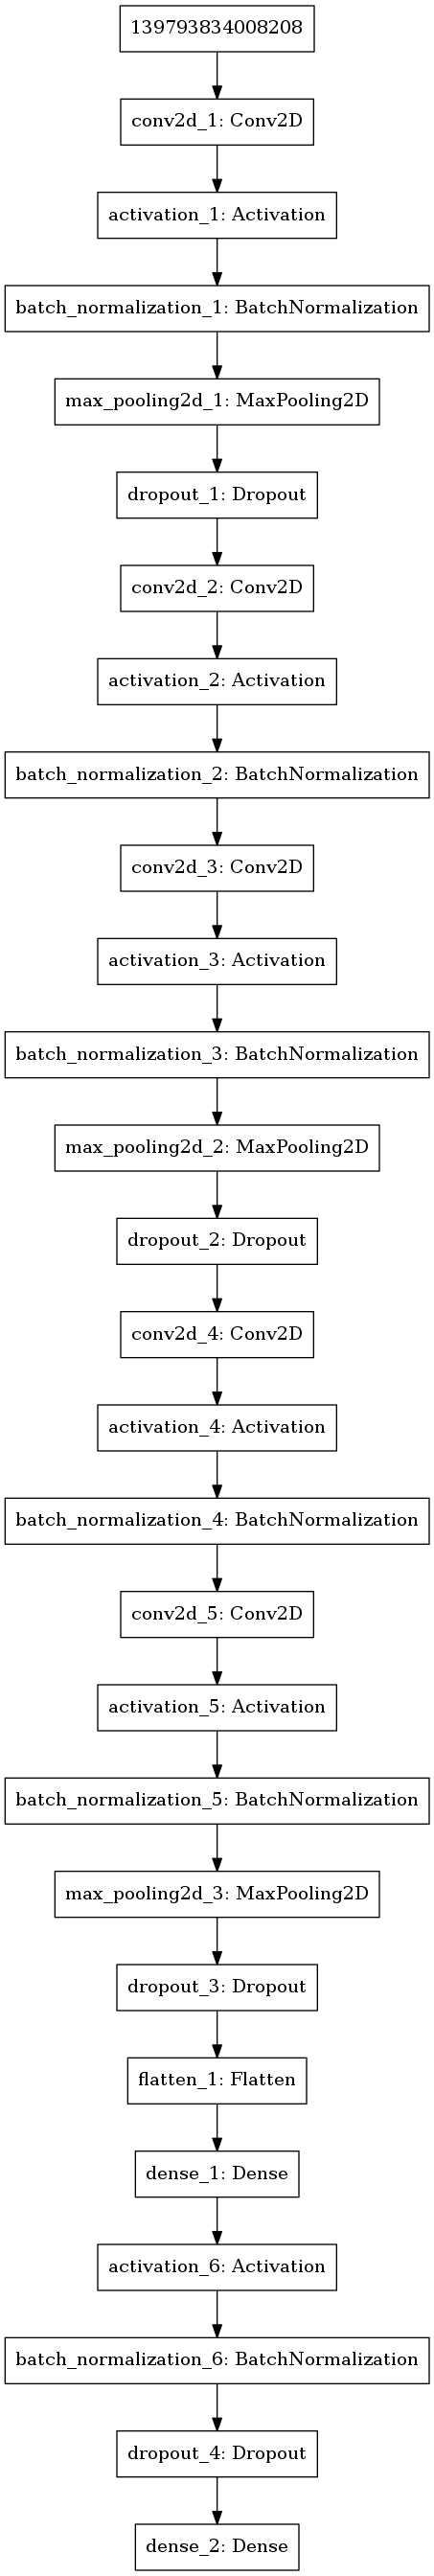 139793834008208
conv2d_1: Conv2D
activation_1: Activation
batch_normalization_1: BatchNormalization
max_pooling2d_1: MaxPooling2D
dropout_1: Dropout
conv2d_2: Conv2D
activation_2: Activation
batch_normalization_2: BatchNormalization
conv2d_3: Conv2D
activation_3: Activation
batch_normalization_3: BatchNormalization
max_pooling2d_2: MaxPooling2D
dropout_2: Dropout
conv2d_4: Conv2D
activation_4: Activation
batch_normalization_4: BatchNormalization
conv2d_5: Conv2D
activation_5: Activation
batch_normalization_5: BatchNormalization
max_pooling2d_3: MaxPooling2D
dropout_3: Dropout
flatten_1: Flatten
dense_1: Dense
activation_6: Activation
batch_normalization_6: BatchNormalization
dropout_4: Dropout
dense_2: Dense